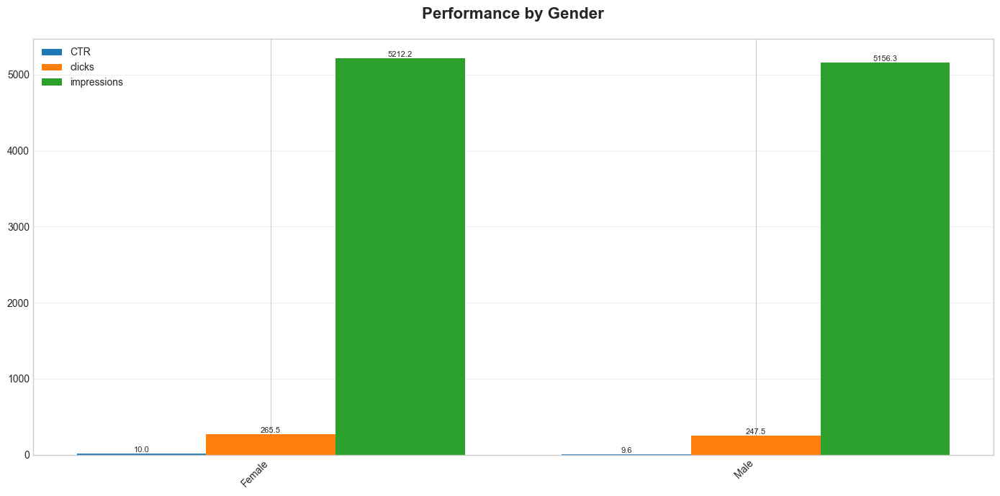 Performance by Gender
CTR
clicks
impressions
5000
4000
3000
2000
1000
0
10.0
265.5
5212.2
9.6
247.5
5156.3
Female
Male